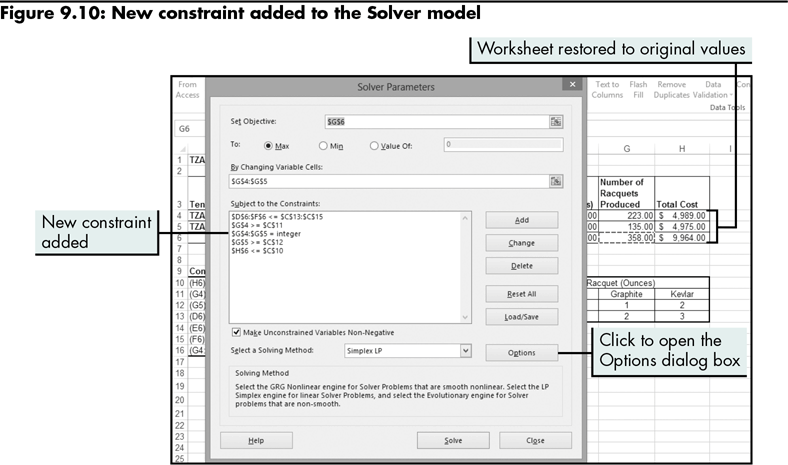 Figure 9.10: New constraint added to the Solver model
Worksheet restored to original values
From
Access
Solver Parameters
Text to Columns
Flash Fill
Remove Duplicates
Data Validation
Con
Data Tools
G6
Set Objective:
$G$6
To:
Max
Min
Value Of:
0
By Changing Variable Cells:
$G$4:$G$5
Subject to the Constraints:
$D$6:$F$6 <= $C$13:$C$15
$G$4 >= $C$11
$G$4:$G$5 = integer
$G$5 >= $C$12
$H$6 <= $C$10
Add
Change
Delete
Reset All
Load/Save
Make Unconstrained Variables Non-Negative
Select a Solving Method:
Simplex LP
Options
Solving Method
Select the GRG Nonlinear engine for Solver Problems that are smooth nonlinear. Select the LP
Simplex engine for linear Solver Problems, and select the Evolutionary engine for Solver
problems that are non-smooth.
Help
Solve
Close
New constraint
added
Click to open the
Options dialog box
G H I
1 TZA
2
3 Ten
4 TZA
5 TZA
6
7
8
9 Con
10 (H6)
11 (G4)
12 (G5)
13 (D6)
14 (E6)
15 (F6)
16 (G4:
17
18
19
20
21
22
23
24
25
Number of
Racquets
s) Produced Total Cost
00 223.00 $ 4,989.00
00 135.00 $ 4,975.00
00 358.00 $ 9,964.00
Racquet (Ounces)
Graphite Kevlar
1 2
2 3